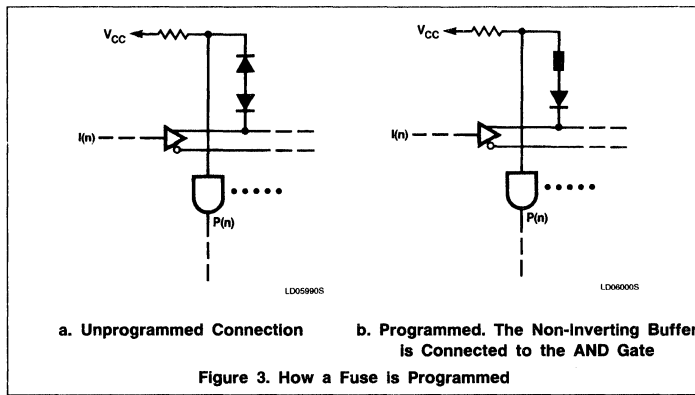 VCC
I(n)
P(n)
LD05990S
a. Unprogrammed Connection
VCC
I(n)
P(n)
LD06000S
b. Programmed. The Non-Inverting Buffer
is Connected to the AND Gate
Figure 3. How a Fuse is Programmed